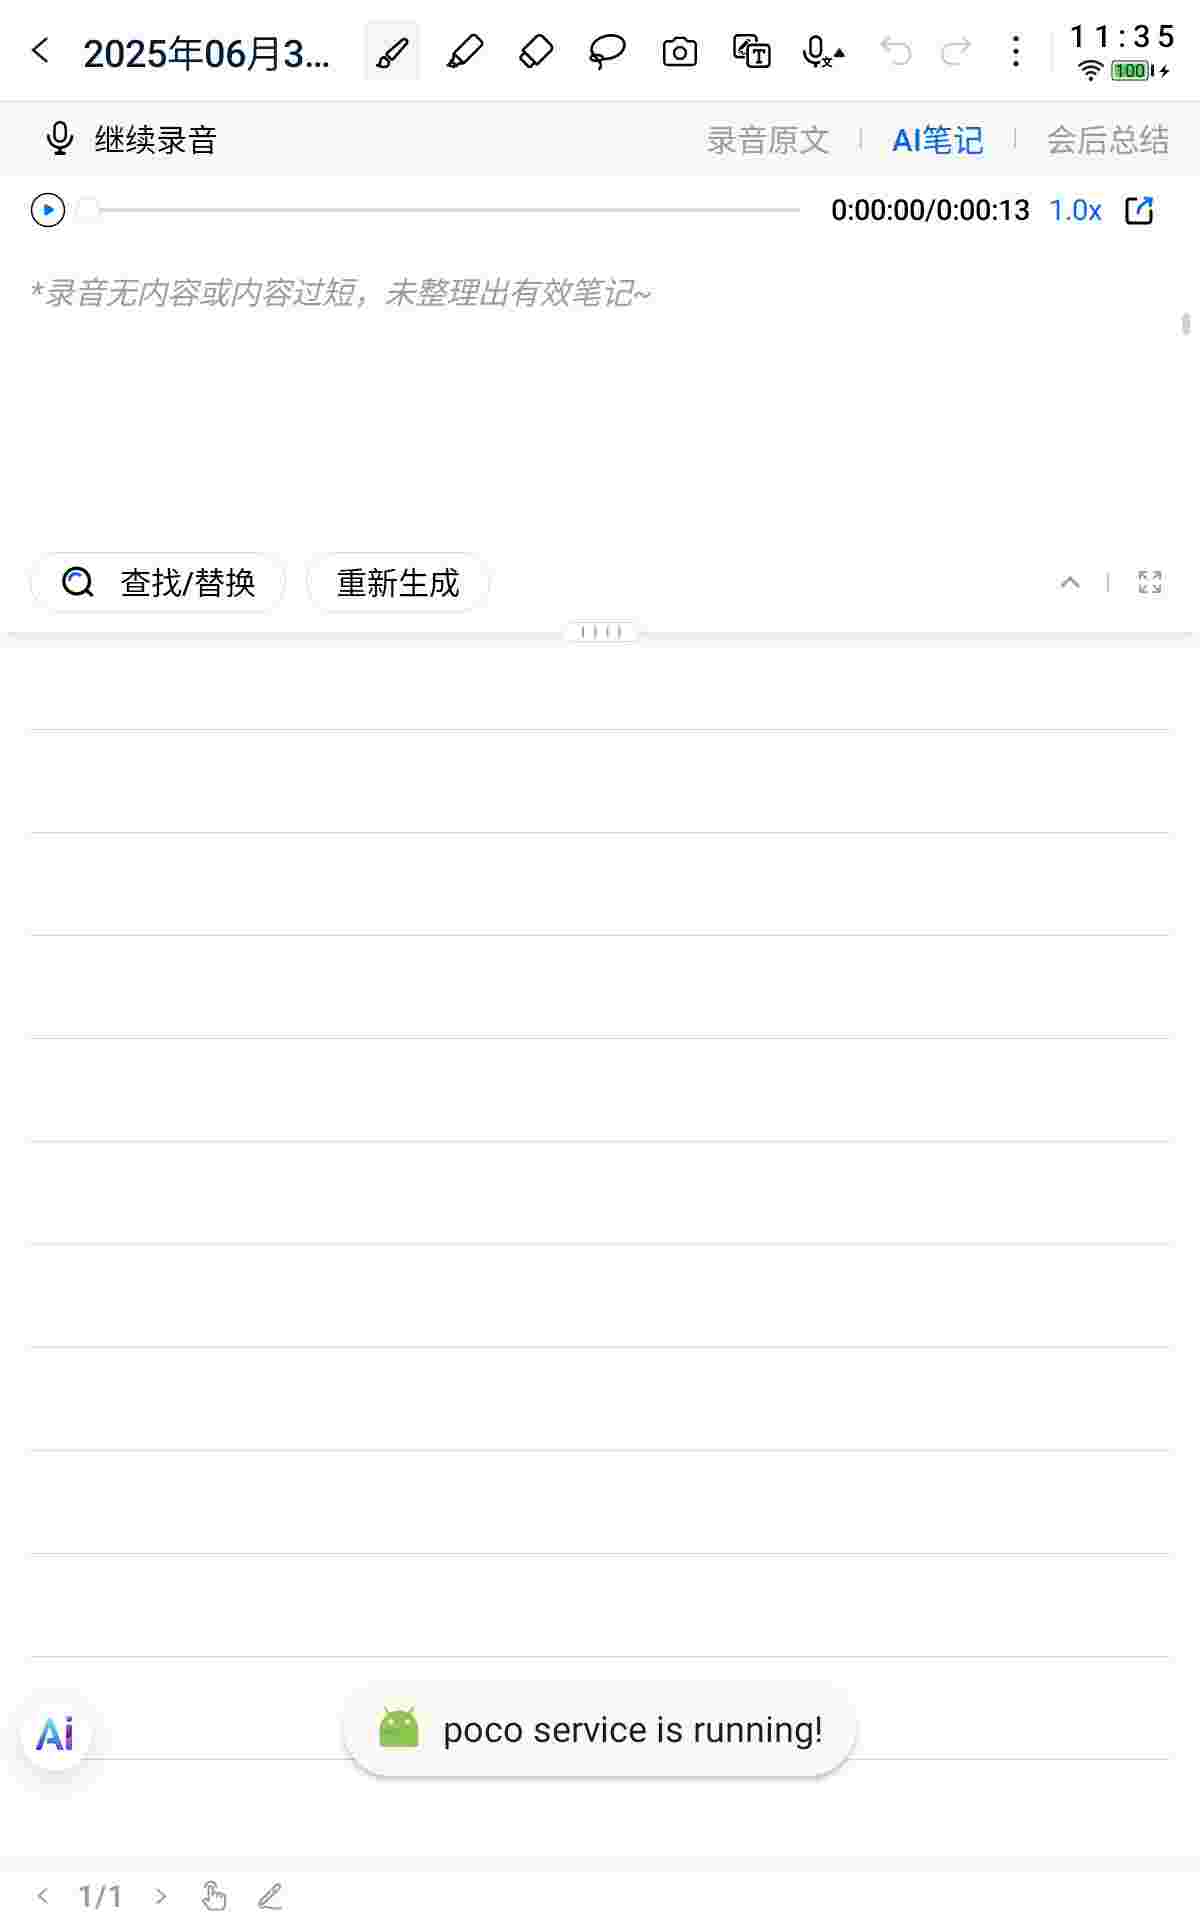 2025年06月3...
11:35
100
继续录音
录音原文
AI笔记
会后总结
0:00:00/0:00:13
1.0x
*录音无内容或内容过短，未整理出有效笔记~
查找/替换
重新生成
Ai
poco service is running!
1/1